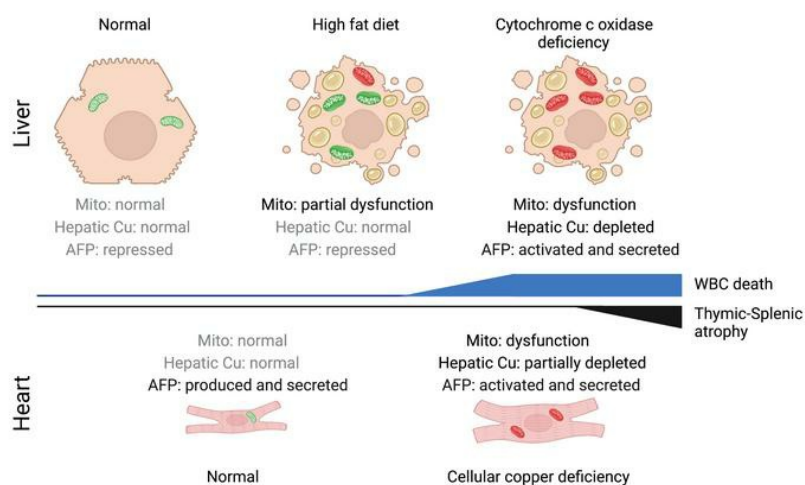 Normal
High fat diet
Cytochrome c oxidase
deficiency
Liver
Mito: normal
Hepatic Cu: normal
AFP: repressed
Mito: partial dysfunction
Hepatic Cu: normal
AFP: repressed
Mito: dysfunction
Hepatic Cu: depleted
AFP: activated and secreted
WBC death
Thymic-Splenic
atrophy
Heart
Mito: normal
Hepatic Cu: normal
AFP: produced and secreted
Mito: dysfunction
Hepatic Cu: partially depleted
AFP: activated and secreted
Normal
Cellular copper deficiency